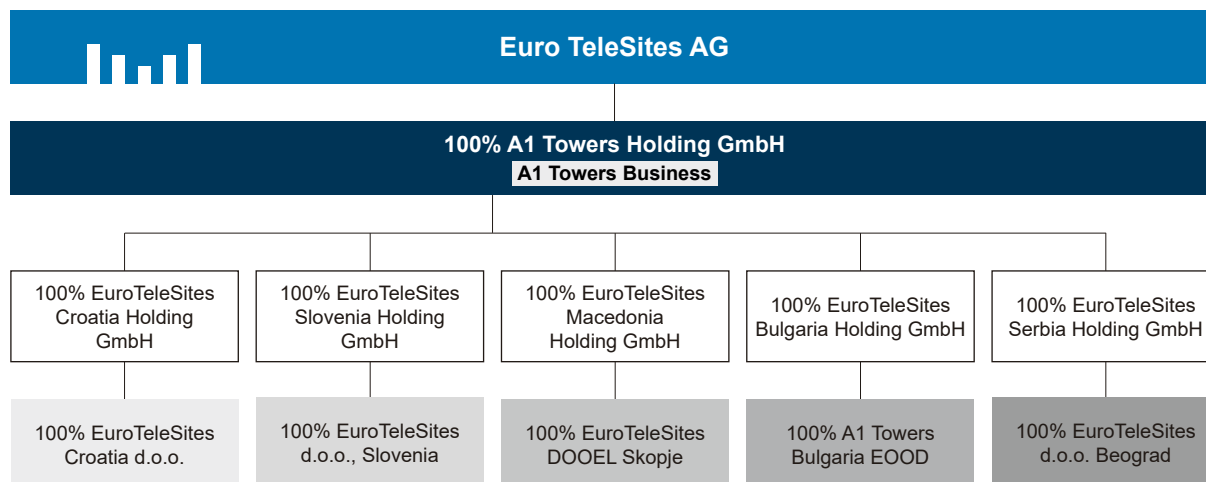 Euro TeleSites AG
100% A1 Towers Holding GmbH
A1 Towers Business
100% EuroTeleSites
Croatia Holding
GmbH
100% EuroTeleSites
Slovenia Holding
GmbH
100% EuroTeleSites
Macedonia
Holding GmbH
100% EuroTeleSites
Bulgaria Holding GmbH
100% EuroTeleSites
Serbia Holding GmbH
100% EuroTeleSites
Croatia d.o.o.
100% EuroTeleSites
d.o.o., Slovenia
100% EuroTeleSites
DOOEL Skopje
100% A1 Towers
Bulgaria EOOD
100% EuroTeleSites
d.o.o. Beograd